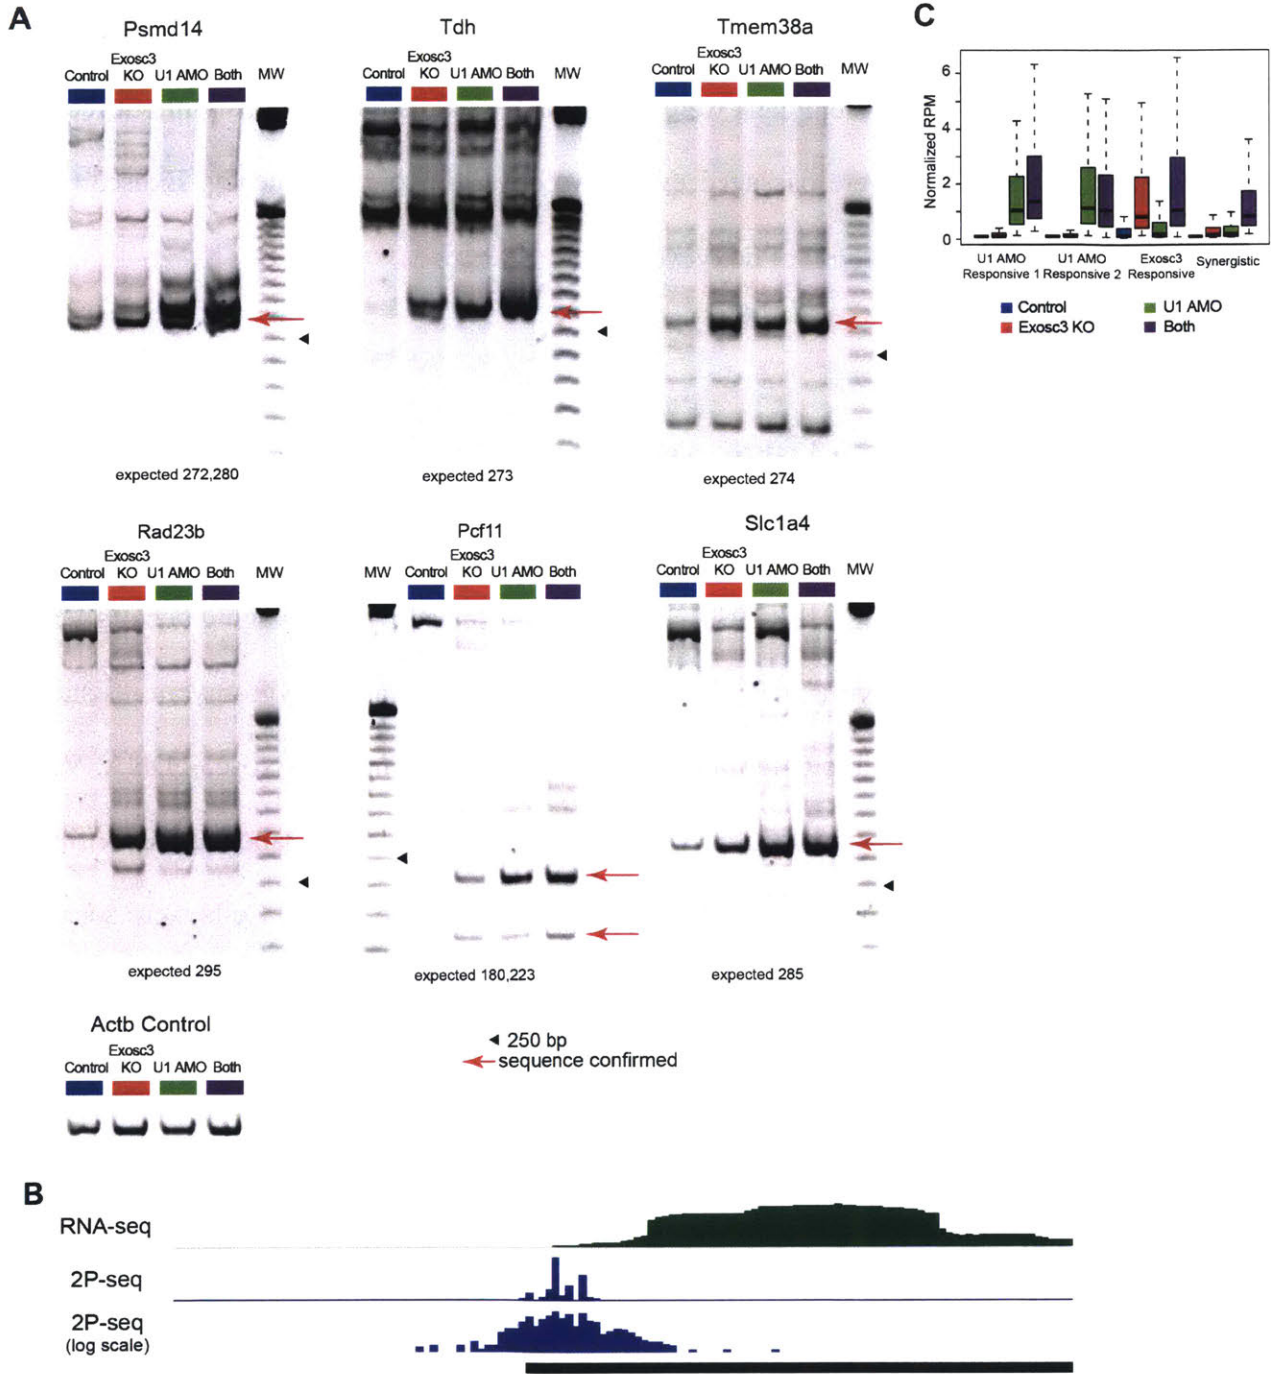 A
Psmd14
Control Exosc3 KO U1 AMO Both MW
expected 272,280
Tdh
Control Exosc3 KO U1 AMO Both MW
expected 273
Tmem38a
Control Exosc3 KO U1 AMO Both MW
expected 274
C
Normalized RPM
6
4
2
0
U1 AMO Responsive 1
U1 AMO Responsive 2
Exosc3 Responsive
Synergistic
Control
Exosc3 KO
U1 AMO
Both
Rad23b
Control Exosc3 KO U1 AMO Both MW
expected 295
Pcf11
MW Control Exosc3 KO U1 AMO Both
expected 180,223
Slc1a4
Control Exosc3 KO U1 AMO Both MW
expected 285
Actb Control
Control Exosc3 KO U1 AMO Both
250 bp
sequence confirmed
B
RNA-seq
2P-seq
2P-seq
(log scale)